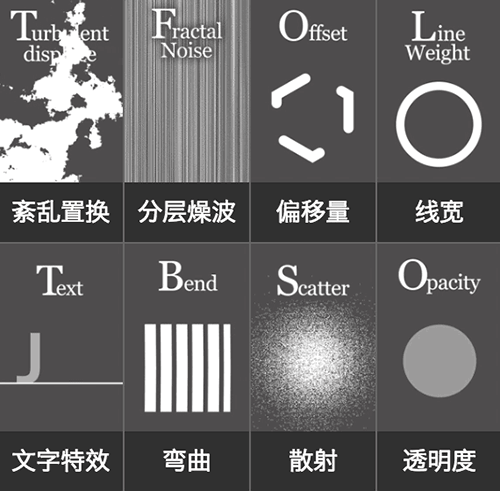 Turbulent
displace
Fractal
Noise
Offset
Line
Weight
紊乱置换
分层燥波
偏移量
线宽
Text
Bend
Scatter
Opacity
J
文字特效
弯曲
散射
透明度